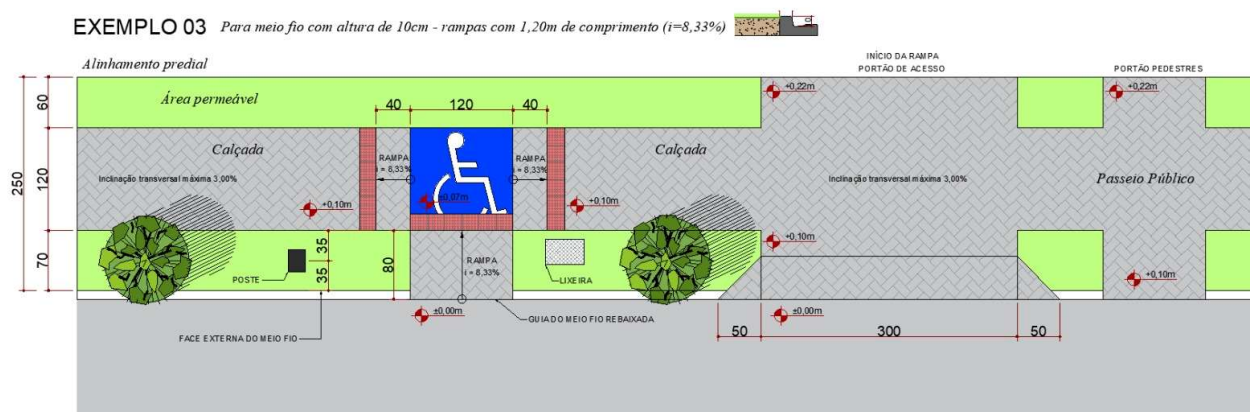 EXEMPLO 03 Para meio fio com altura de 10cm - rampas com 1,20m de comprimento (i=8,33%)
Alinhamento predial
INÍCIO DA RAMPA
PORTÃO DE ACESSO
PORTÃO PEDESTRES
Área permeável
+0,22m
+0,22m
60
40
120
40
Calçada
RAMPA
i = 8,33%
RAMPA
i = 8,33%
Calçada
250
120
Inclinação transversal máxima 3,00%
Inclinação transversal máxima 3,00%
Passeio Público
+0,10m
+0,07m
+0,10m
+0,10m
70
35
35
80
POSTE
RAMPA
i = 8,33%
LIXEIRA
+0,10m
±0,00m
GUIA DO MEIO FIO REBAIXADA
±0,00m
FACE EXTERNA DO MEIO FIO
50
300
50